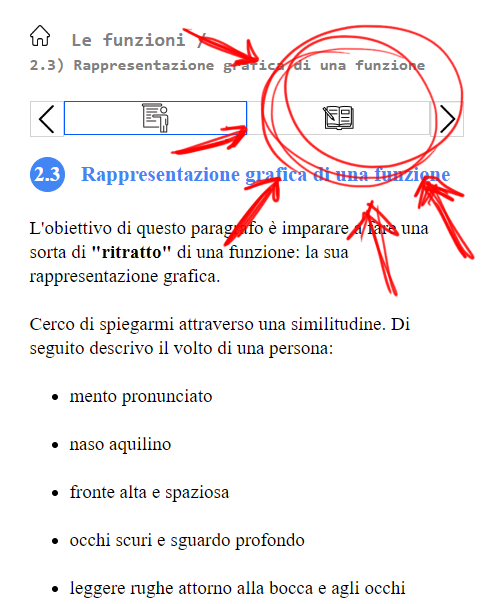 Le funzioni /
2.3) Rappresentazione grafica di una funzione
2.3 Rappresentazione grafica di una funzione
L'obiettivo di questo paragrafo è imparare a fare una
sorta di "ritratto" di una funzione: la sua
rappresentazione grafica.
Cerco di spiegarmi attraverso una similitudine. Di
seguito descrivo il volto di una persona:
• mento pronunciato
• naso aquilino
• fronte alta e spaziosa
• occhi scuri e sguardo profondo
• leggere rughe attorno alla bocca e agli occhi